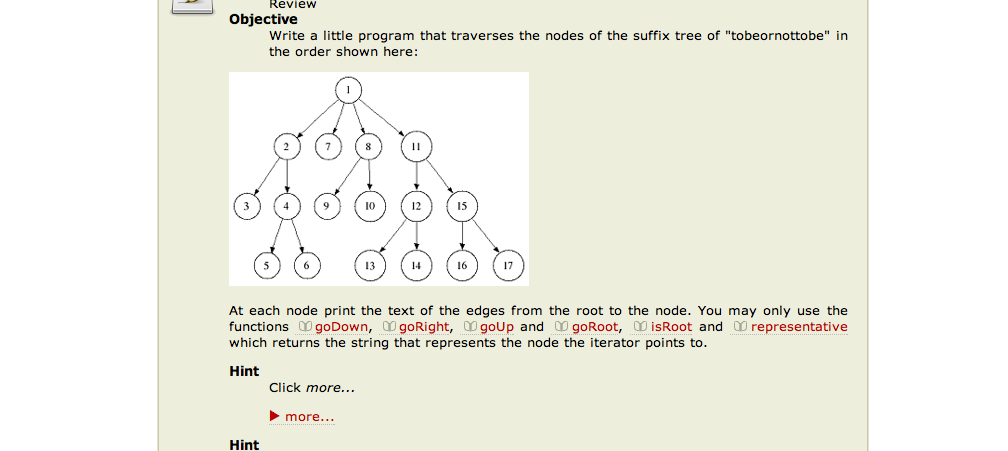 Review
Objective
Write a little program that traverses the nodes of the suffix tree of "tobeornottobe" in
the order shown here:
1
2 7 8 11
3 4 9 10 12 15
5 6 13 14 16 17
At each node print the text of the edges from the root to the node. You may only use the
functions goDown, goRight, goUp and goRoot, isRoot and representative
which returns the string that represents the node the iterator points to.
Hint
Click more...
more...
Hint